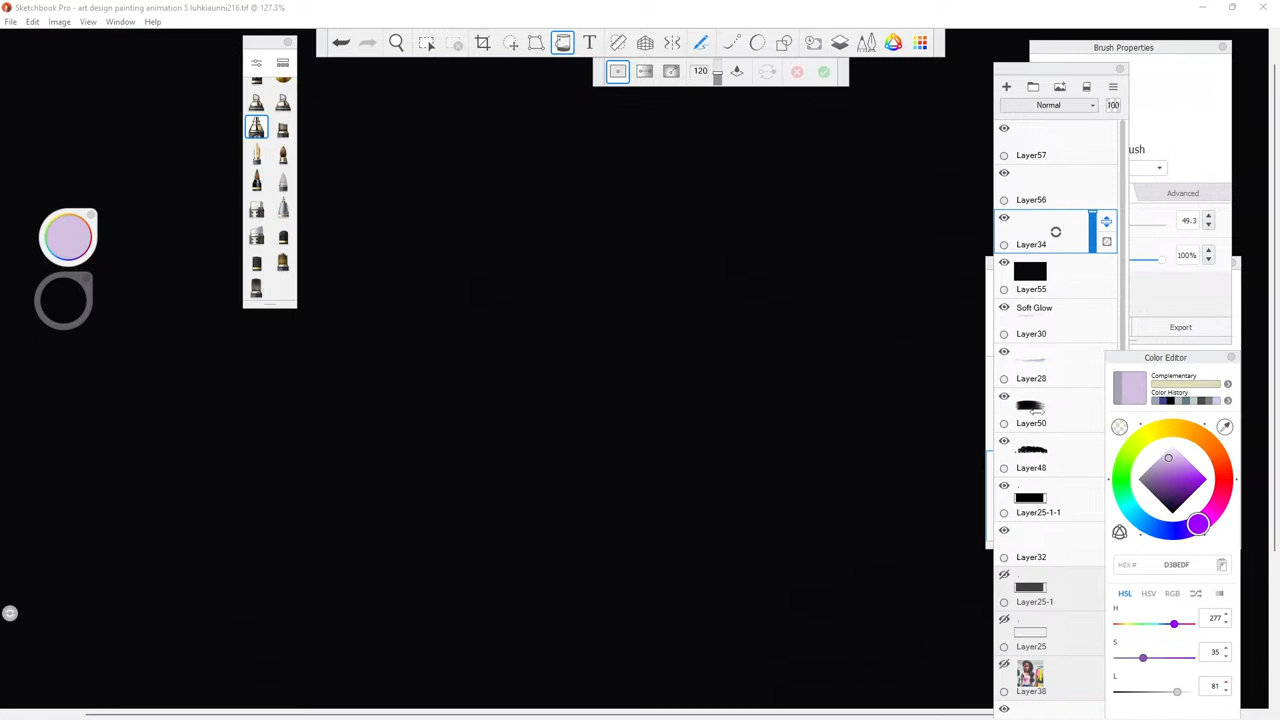 Sketchbook Pro - art design painting animation 5 luhkiaunni216.tif @ 127.3%
File Edit Image View Window Help
120
Brush Properties
Normal 100
Layer57
ush
Layer56
Advanced
49.3
Layer34
100%
Layer55
Soft Glow
Export
Layer30
Color Editor
Layer28
Complementary
Color History
Layer50
Layer48
Layer25-1-1
Layer32
HEX # D3BEDF
HSL HSV RGB
Layer25-1
H
277
Layer25
S
35
L
81
Layer38